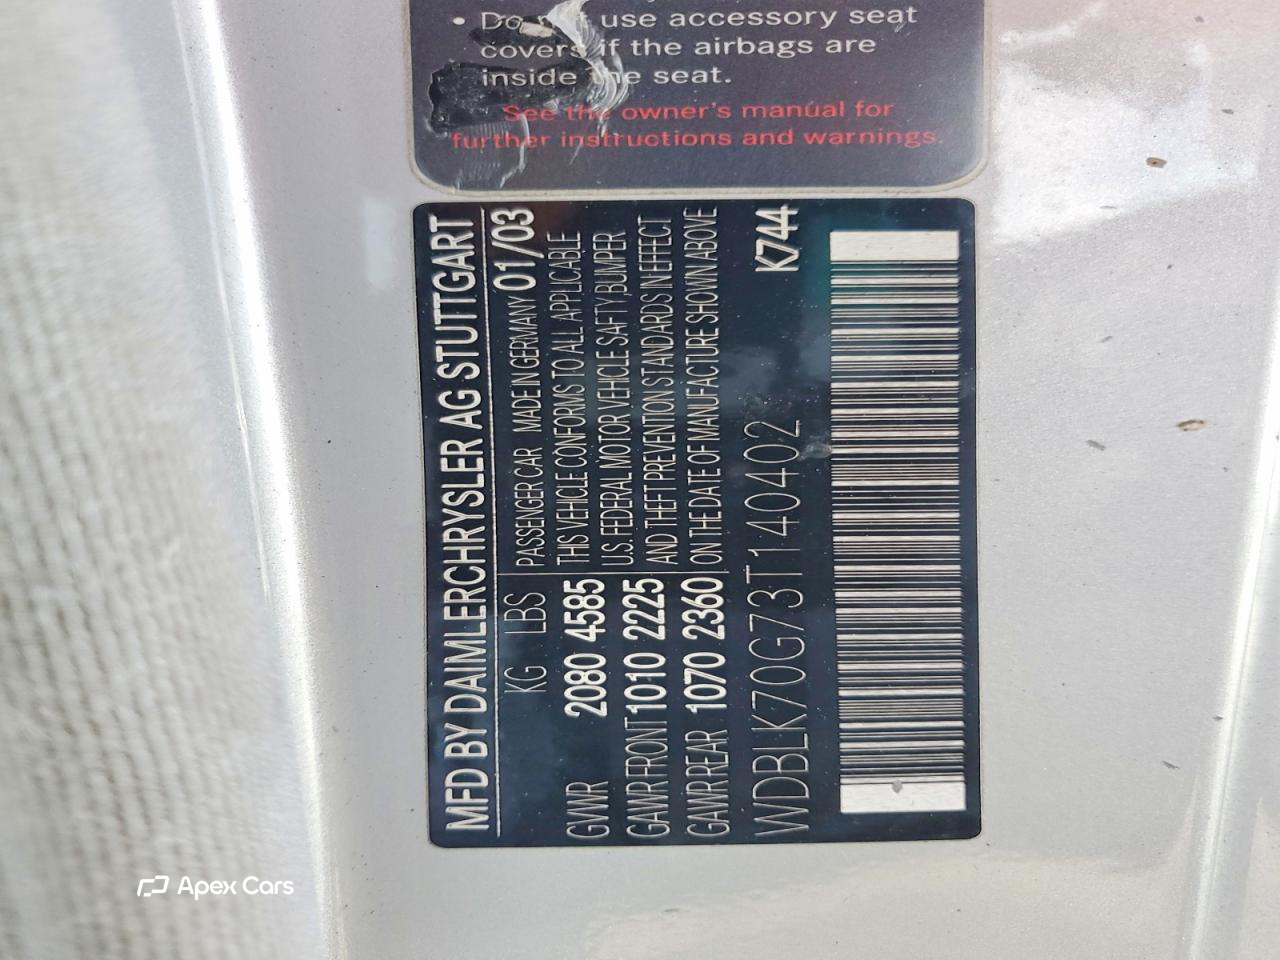 • Do not use accessory seat
covers if the airbags are
inside the seat.
See the owner's manual for
further instructions and warnings.
MFD BY DAIMLERCHRYSLER AG STUTTGART
KG LBS
GVWR 2080 4585
GAWR FRONT 1010 2225
GAWR REAR 1070 2360
PASSENGER CAR MADE IN GERMANY 01/03
THIS VEHICLE CONFORMS TO ALL APPLICABLE
U.S. FEDERAL MOTOR VEHICLE SAFTY,BUMPER
AND THEFT PREVENTION STANDARDS IN EFFECT
ON THE DATE OF MANUFACTURE SHOWN ABOVE
WDBLK70G73T140402 K744
Apex Cars